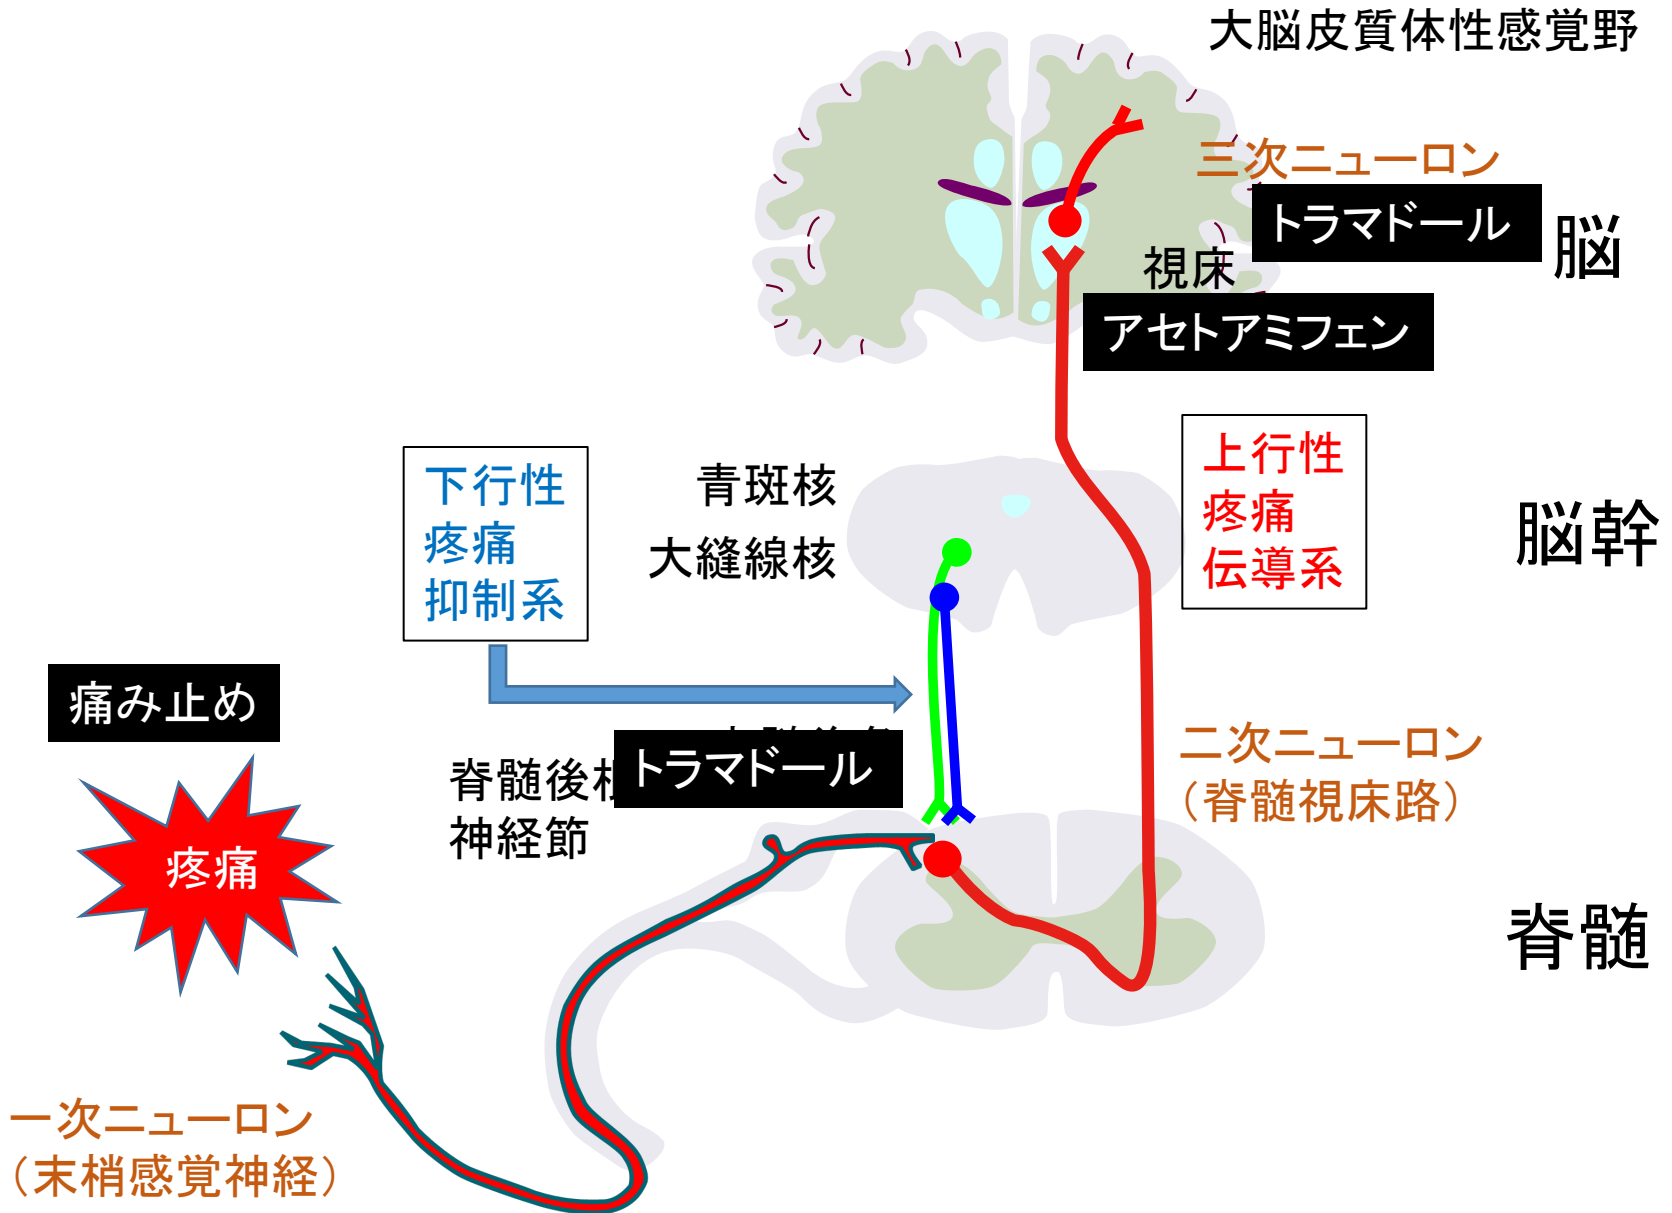 大脳皮質体性感覚野
三次ニューロン
トラマドール
脳
視床
アセトアミフェン
下行性
疼痛
抑制系
青斑核
大縫線核
上行性
疼痛
伝導系
脳幹
痛み止め
トラマドール
脊髄後
神経節
二次ニューロン
（脊髄視床路）
疼痛
脊髄
一次ニューロン
（末梢感覚神経）